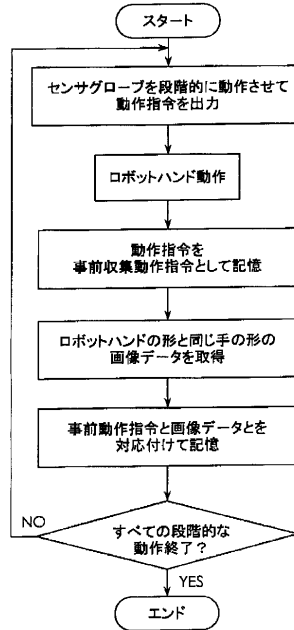 スタート
センサグローブを段階的に動作させて
動作指令を出力
ロボットハンド動作
動作指令を
事前収集動作指令として記憶
ロボットハンドの形と同じ手の形の
画像データを取得
事前動作指令と画像データとを
対応付けて記憶
すべての段階的な
動作終了？
NO
YES
エンド